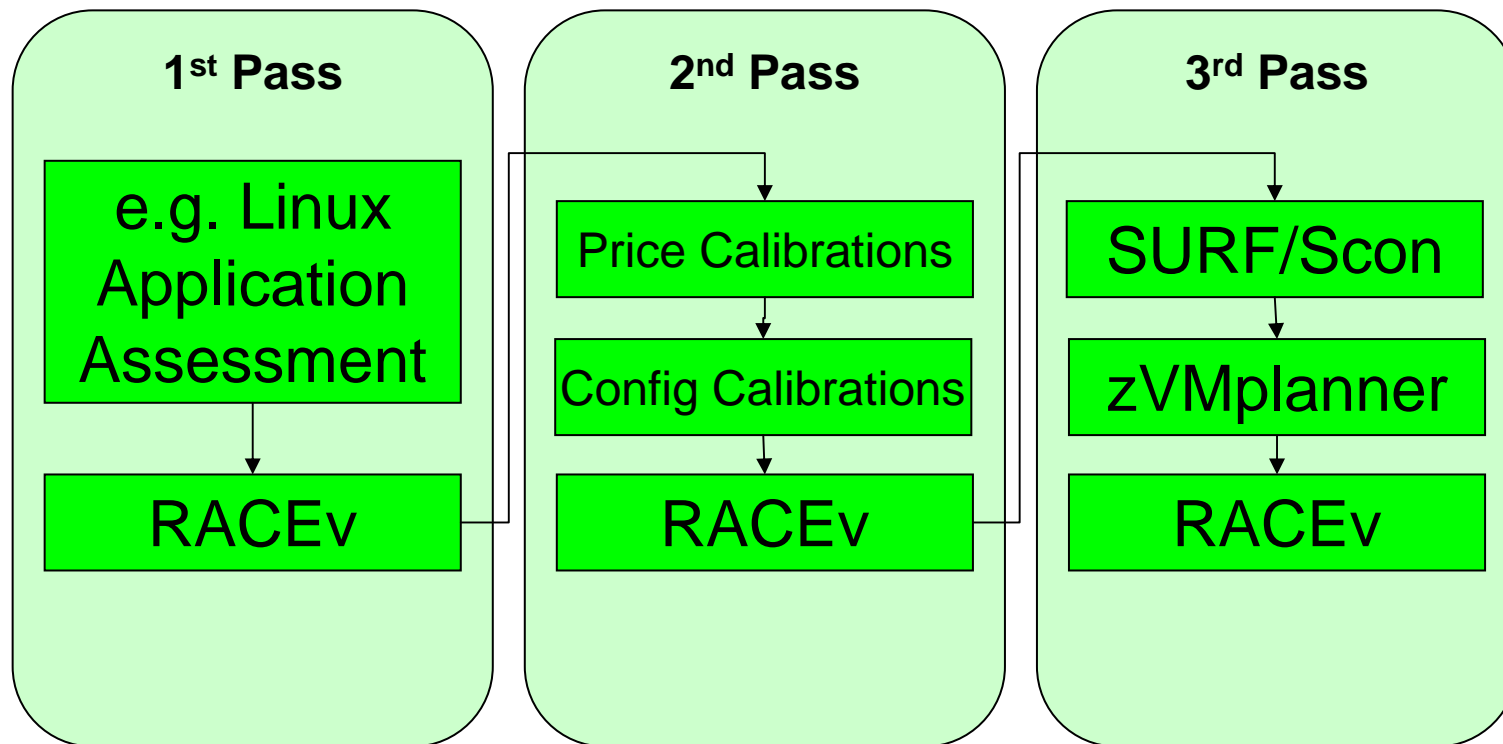 1st Pass
e.g. Linux
Application
Assessment
RACEv
2nd Pass
Price Calibrations
Config Calibrations
RACEv
3rd Pass
SURF/Scon
zVMplanner
RACEv